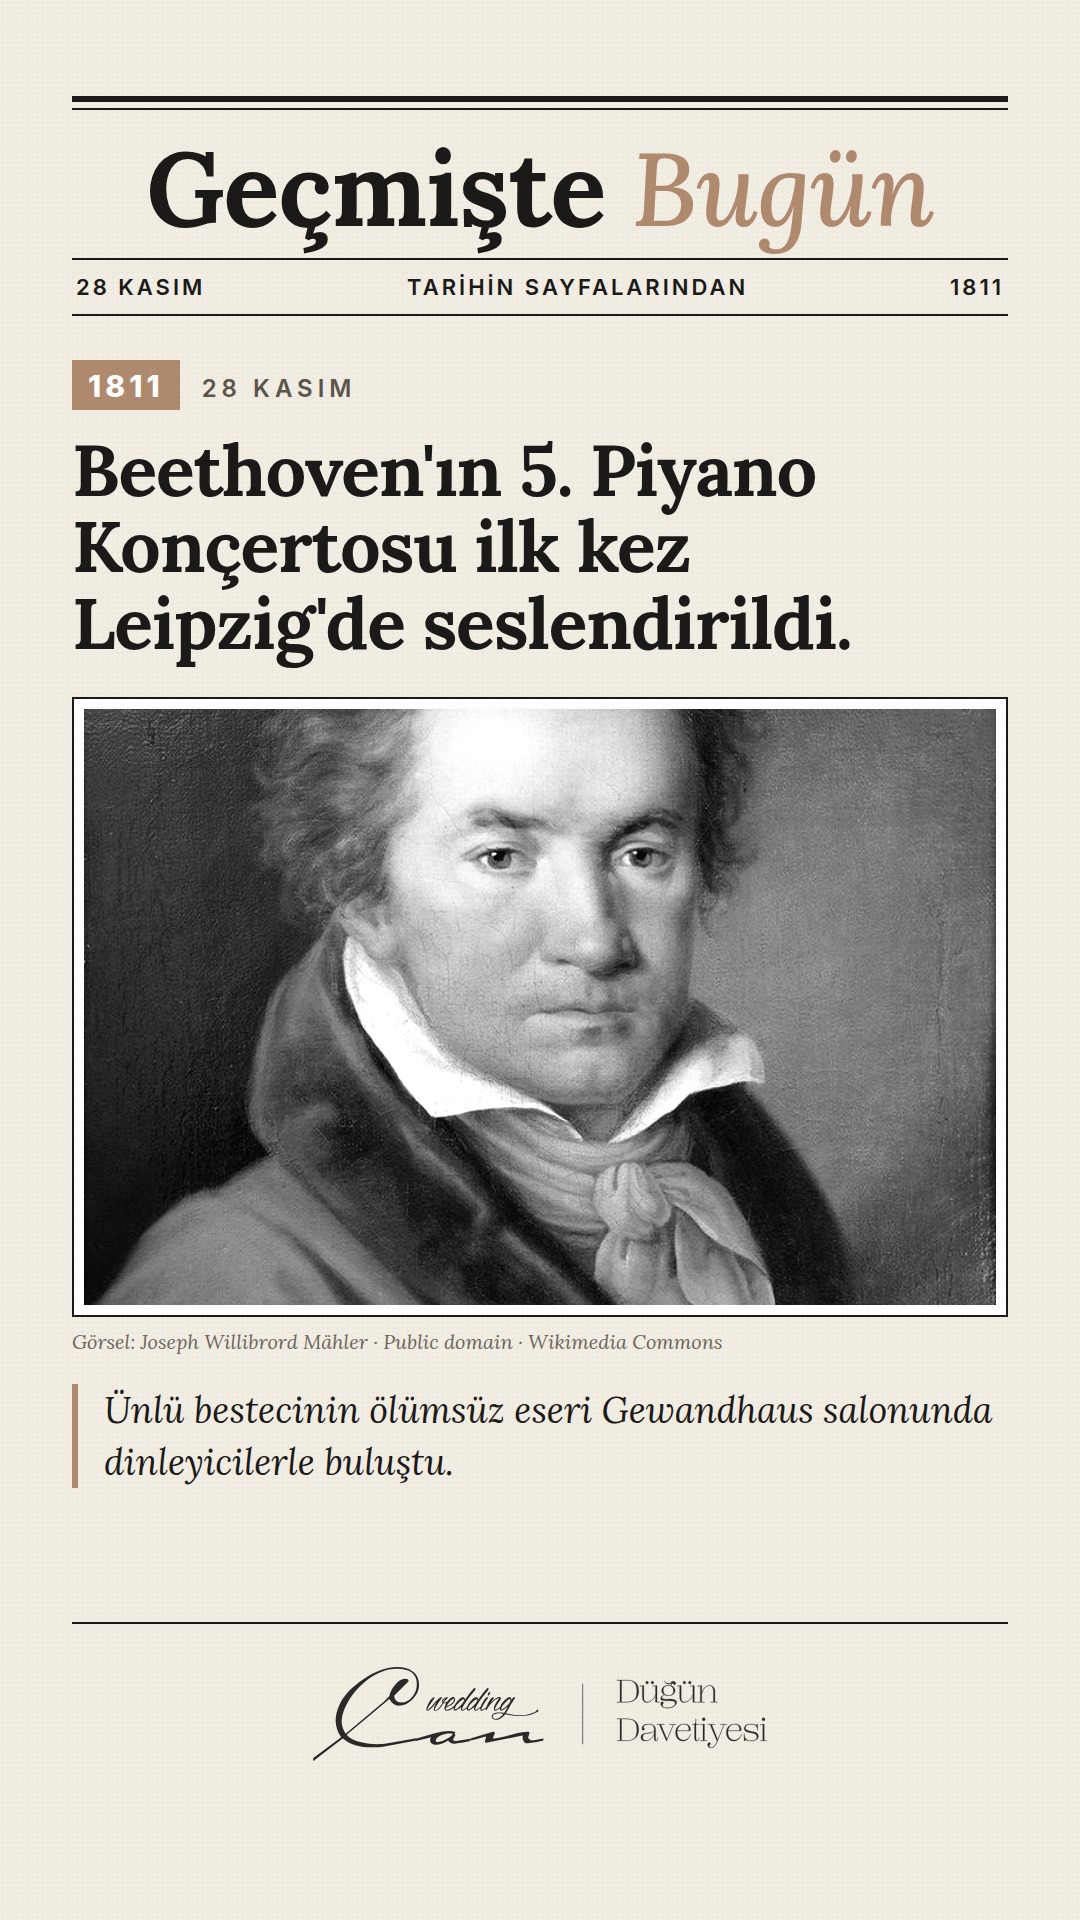 Geçmişte Bugün
28 KASIM TARİHİN SAYFALARINDAN 1811
1811 28 KASIM
Beethoven'ın 5. Piyano
Konçertosu ilk kez
Leipzig'de seslendirildi.
Görsel: Joseph Willibrord Mähler · Public domain · Wikimedia Commons
Ünlü bestecinin ölümsüz eseri Gewandhaus salonunda
dinleyicilerle buluştu.
wedding
Can
Düğün
Davetiyesi